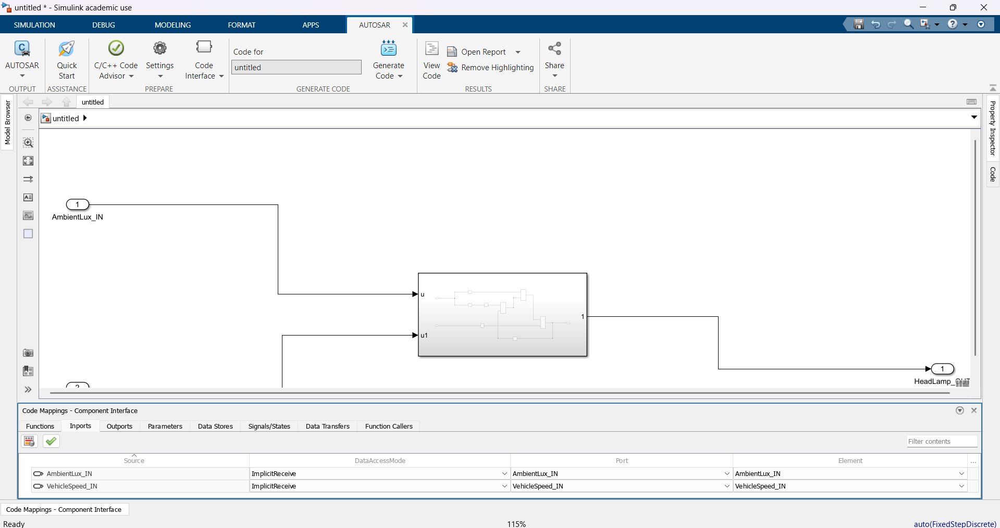 untitled * - Simulink academic use
SIMULATION DEBUG MODELING FORMAT APPS AUTOSAR
AUTOSAR
Quick Start
C/C++ Code Advisor
Settings
Code Interface
Code for
untitled
Generate Code
View Code
Open Report
Remove Highlighting
Share
OUTPUT ASSISTANCE PREPARE GENERATE CODE RESULTS SHARE
Model Browser
untitled
untitled
Property Inspector
Code
1
AmbientLux_IN
u
1
u1
1
HeadLamp_OUT
2
Code Mappings - Component Interface
Functions Inports Outports Parameters Data Stores Signals/States Data Transfers Function Callers
Filter contents
Source DataAccessMode Port Element ...
AmbientLux_IN ImplicitReceive AmbientLux_IN AmbientLux_IN
VehicleSpeed_IN ImplicitReceive VehicleSpeed_IN VehicleSpeed_IN
Code Mappings - Component Interface
Ready 115% auto(FixedStepDiscrete)